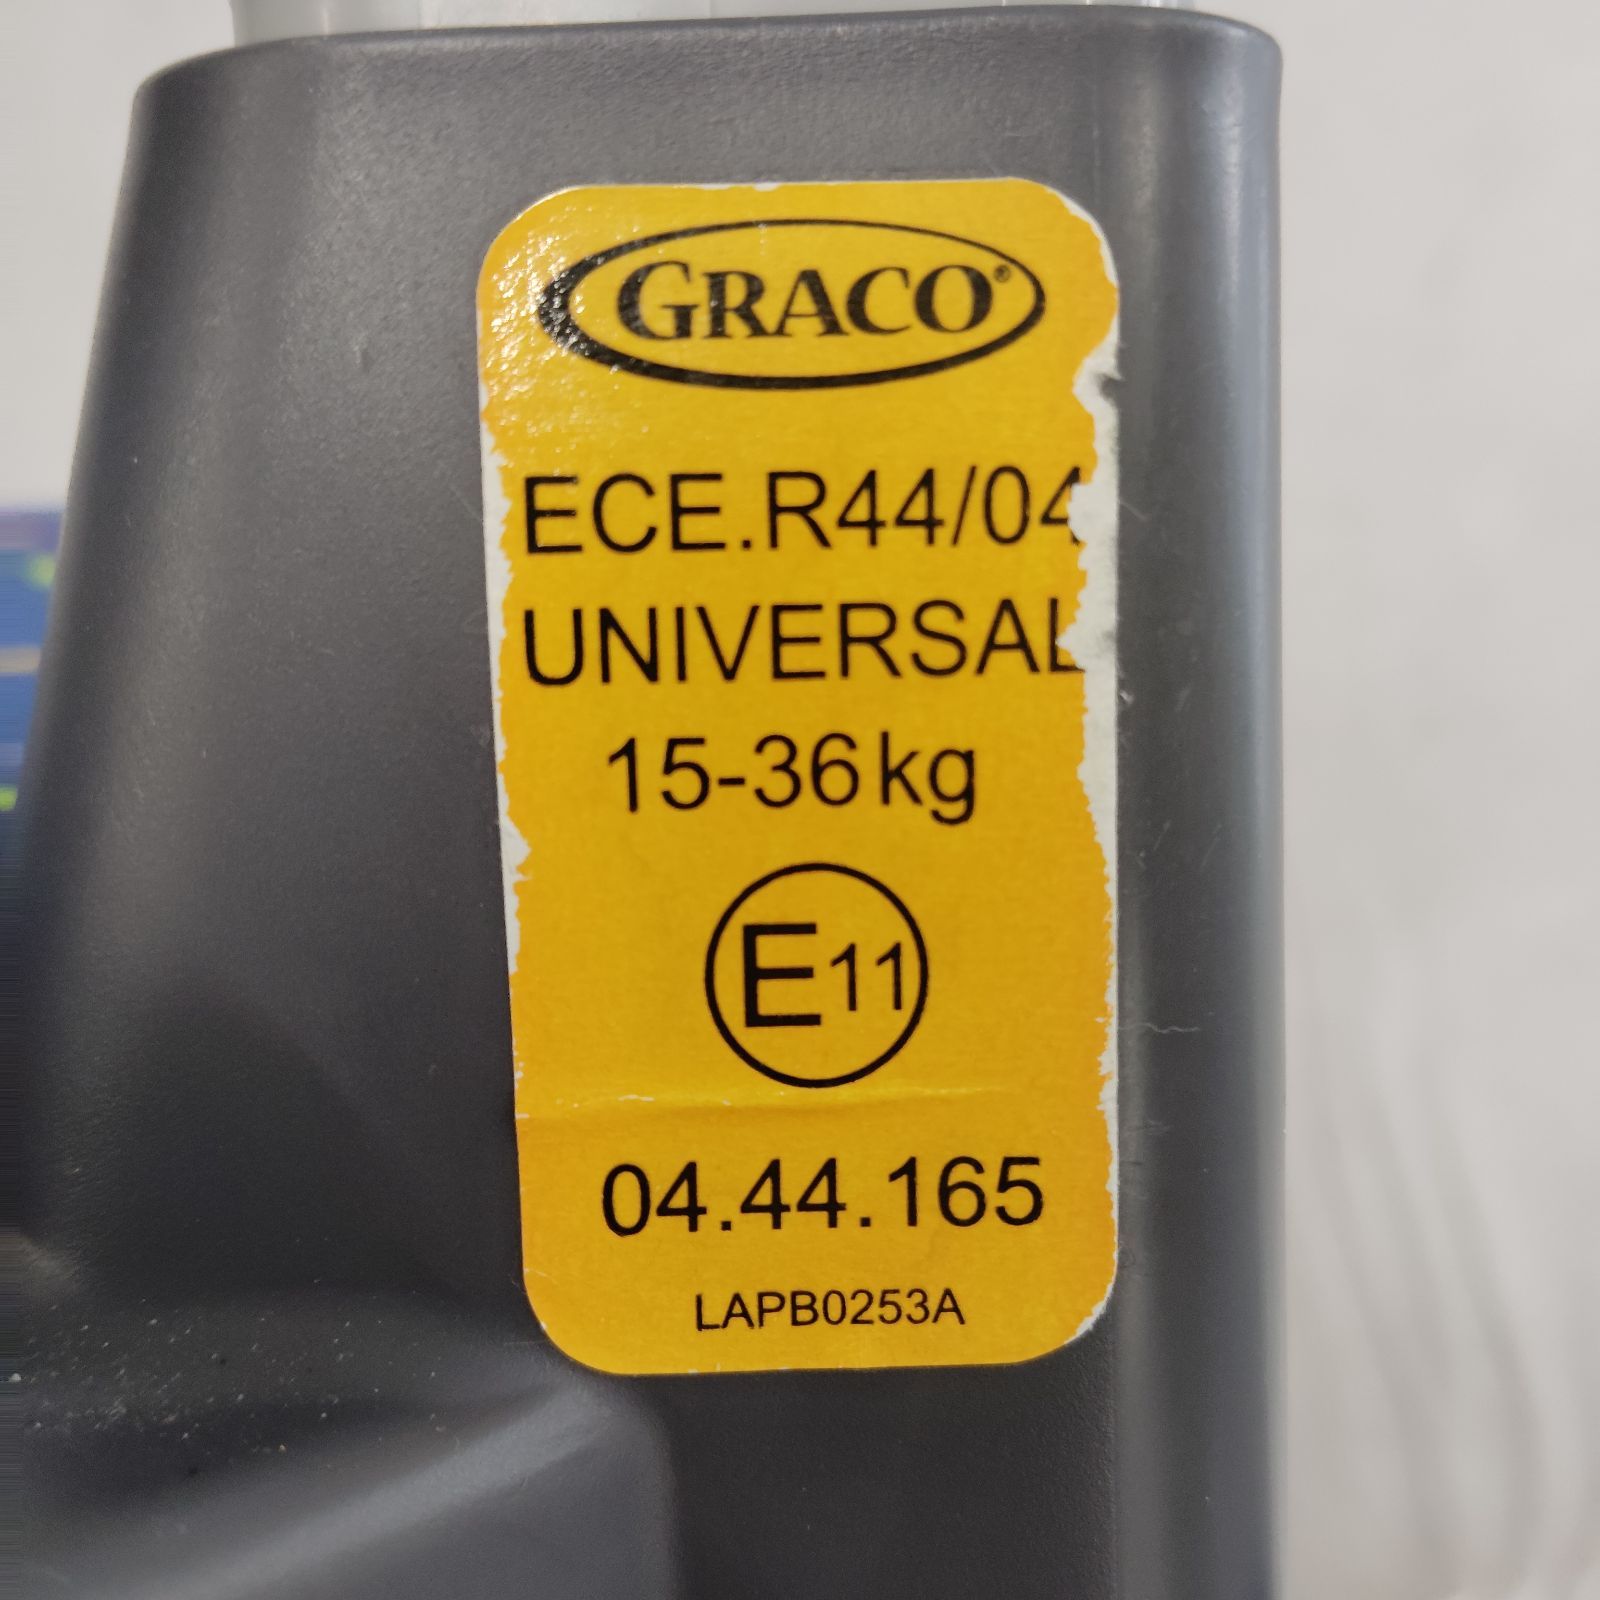 GRACO®
ECE.R44/04
UNIVERSAL
15-36kg
E11
04.44.165
LAPB0253A